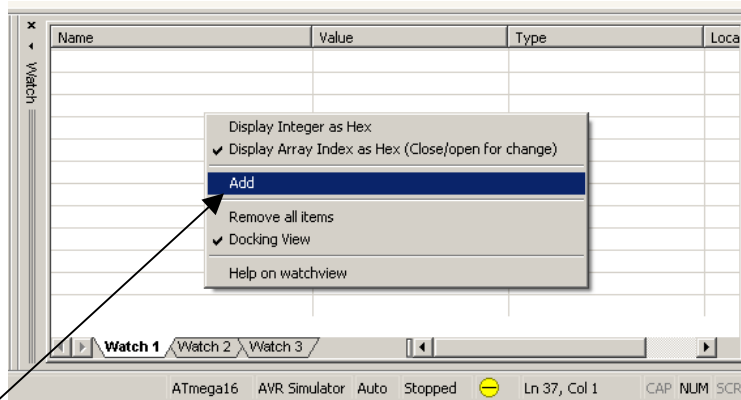 Name Value Type Loca
Watch
Display Integer as Hex
Display Array Index as Hex (Close/open for change)
Add
Remove all items
Docking View
Help on watchview
Watch 1 Watch 2 Watch 3
ATmega16 AVR Simulator Auto Stopped Ln 37, Col 1 CAP NUM SCR